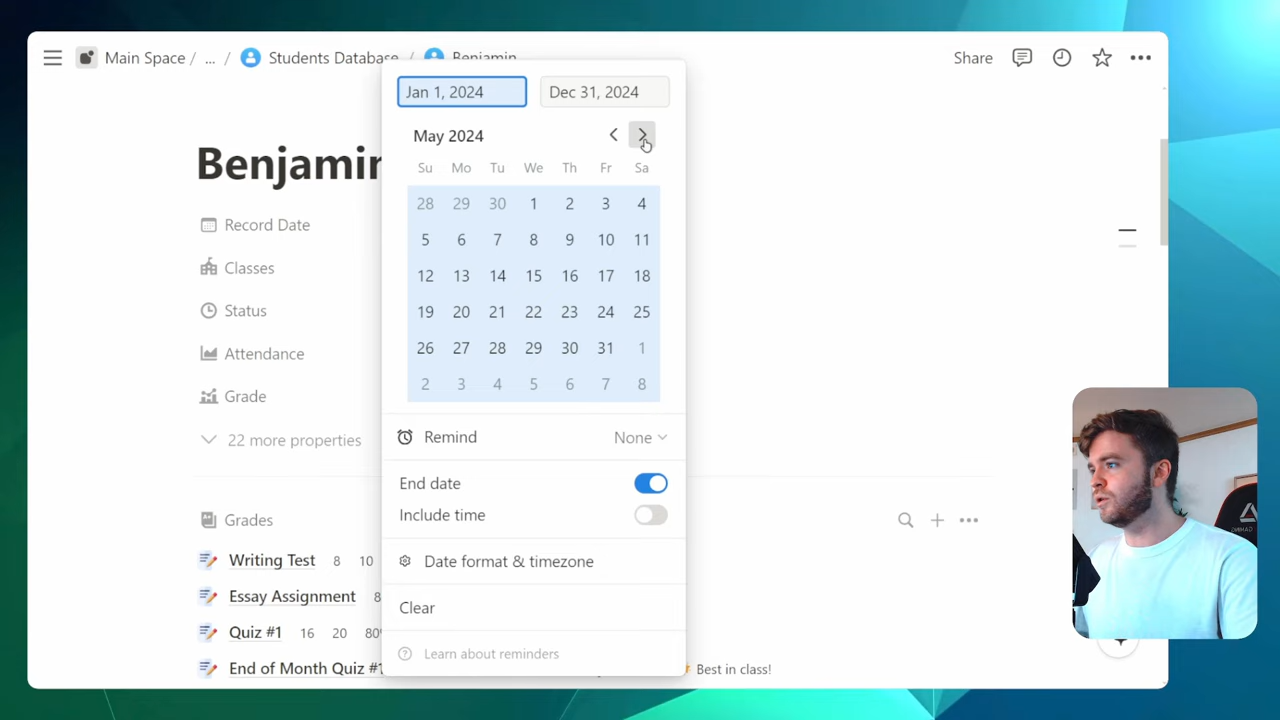 Main Space / ... / Students Database / Benjamin
Share
Jan 1, 2024
Dec 31, 2024
May 2024
Benjamin
Su Mo Tu We Th Fr Sa
28 29 30 1 2 3 4
5 6 7 8 9 10 11
12 13 14 15 16 17 18
19 20 21 22 23 24 25
26 27 28 29 30 31 1
2 3 4 5 6 7 8
Record Date
Classes
Status
Attendance
Grade
22 more properties
Remind None
End date
Include time
Date format & timezone
Clear
Learn about reminders
Grades
Writing Test 8 10
Essay Assignment 8
Quiz #1 16 20 80%
End of Month Quiz #1
Best in class!